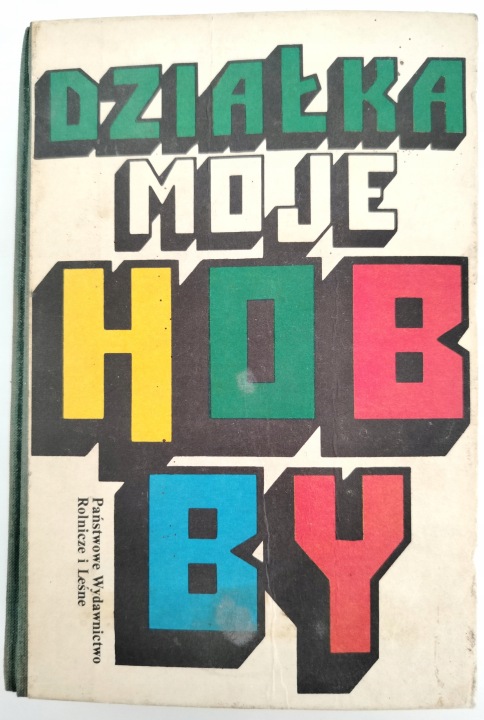 DZIAŁKA
MOJE
HOB
BY
Państwowe Wydawnictwo
Rolnicze i Leśne